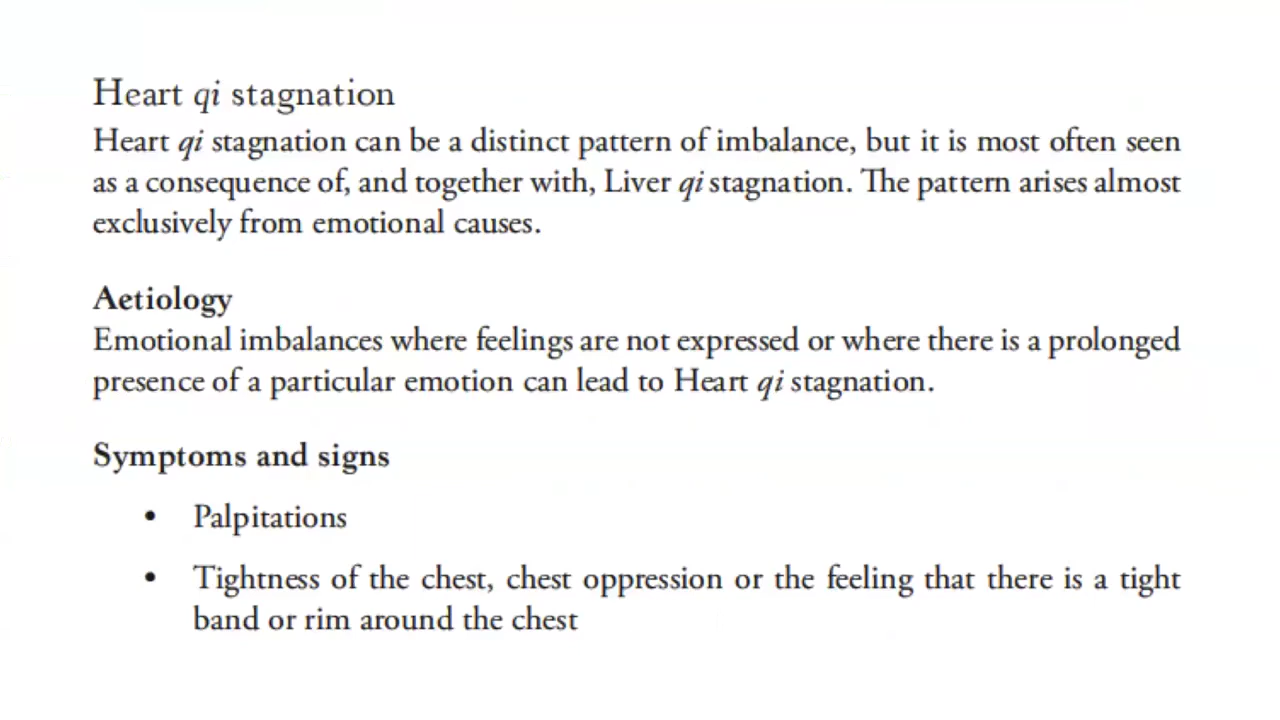 Heart qi stagnation
Heart qi stagnation can be a distinct pattern of imbalance, but it is most often seen
as a consequence of, and together with, Liver qi stagnation. The pattern arises almost
exclusively from emotional causes.
Aetiology
Emotional imbalances where feelings are not expressed or where there is a prolonged
presence of a particular emotion can lead to Heart qi stagnation.
Symptoms and signs
• Palpitations
• Tightness of the chest, chest oppression or the feeling that there is a tight
band or rim around the chest